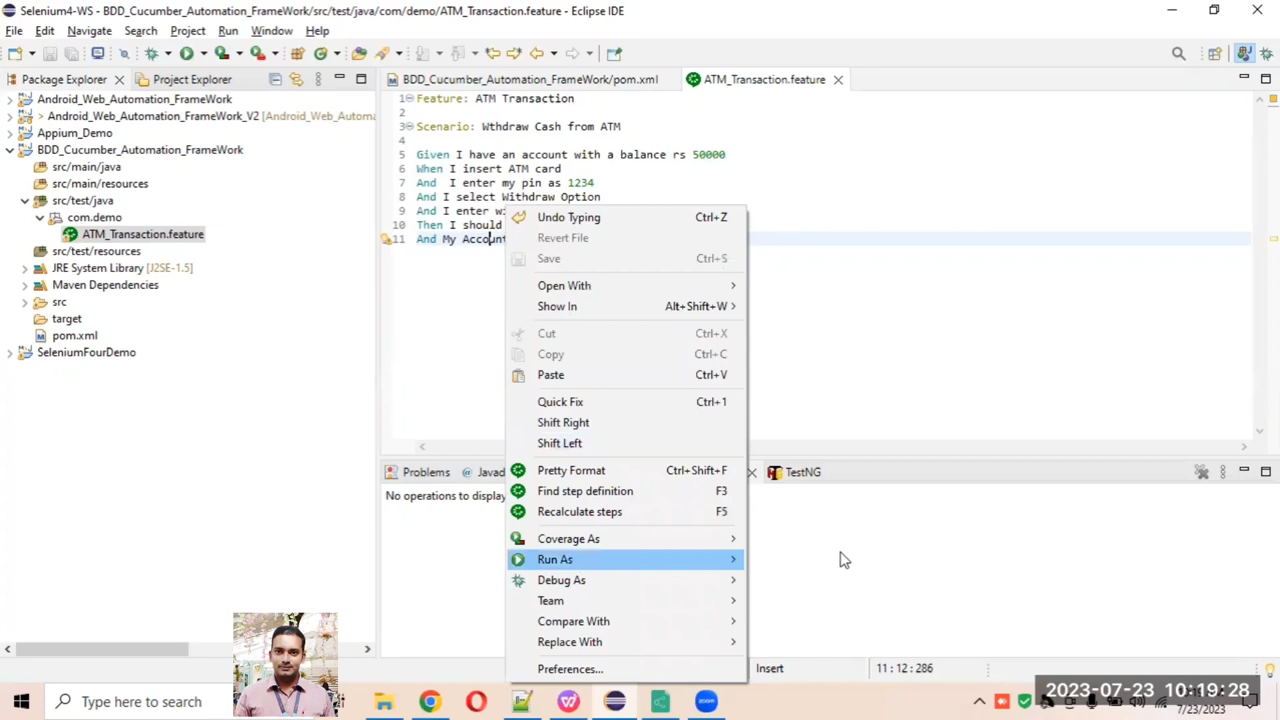 Selenium4-WS - BDD_Cucumber_Automation_FrameWork/src/test/java/com/demo/ATM_Transaction.feature - Eclipse IDE
File Edit Navigate Search Project Run Window Help
Package Explorer
Project Explorer
BDD_Cucumber_Automation_FrameWork/pom.xml
ATM_Transaction.feature
Android_Web_Automation_FrameWork
> Android_Web_Automation_FrameWork_V2 [Android_Web_Automa
Appium_Demo
BDD_Cucumber_Automation_FrameWork
src/main/java
src/main/resources
src/test/java
com.demo
ATM_Transaction.feature
src/test/resources
JRE System Library [J2SE-1.5]
Maven Dependencies
src
target
pom.xml
SeleniumFourDemo
1 Feature: ATM Transaction
2
3 Scenario: Wthdraw Cash from ATM
4
5 Given I have an account with a balance rs 50000
6 When I insert ATM card
7 And I enter my pin as 1234
8 And I select Withdraw Option
9 And I enter wi
10 Then I should
11 And My Account
Undo Typing Ctrl+Z
Revert File
Save Ctrl+S
Open With
Show In Alt+Shift+W
Cut Ctrl+X
Copy Ctrl+C
Paste Ctrl+V
Quick Fix Ctrl+1
Shift Right
Shift Left
Pretty Format Ctrl+Shift+F
Find step definition F3
Recalculate steps F5
Coverage As
Run As
Debug As
Team
Compare With
Replace With
Preferences...
Problems @ Javad
TestNG
No operations to display
Insert
11 : 12 : 286
Type here to search
2023-07-23 10:19:28
7/23/2023